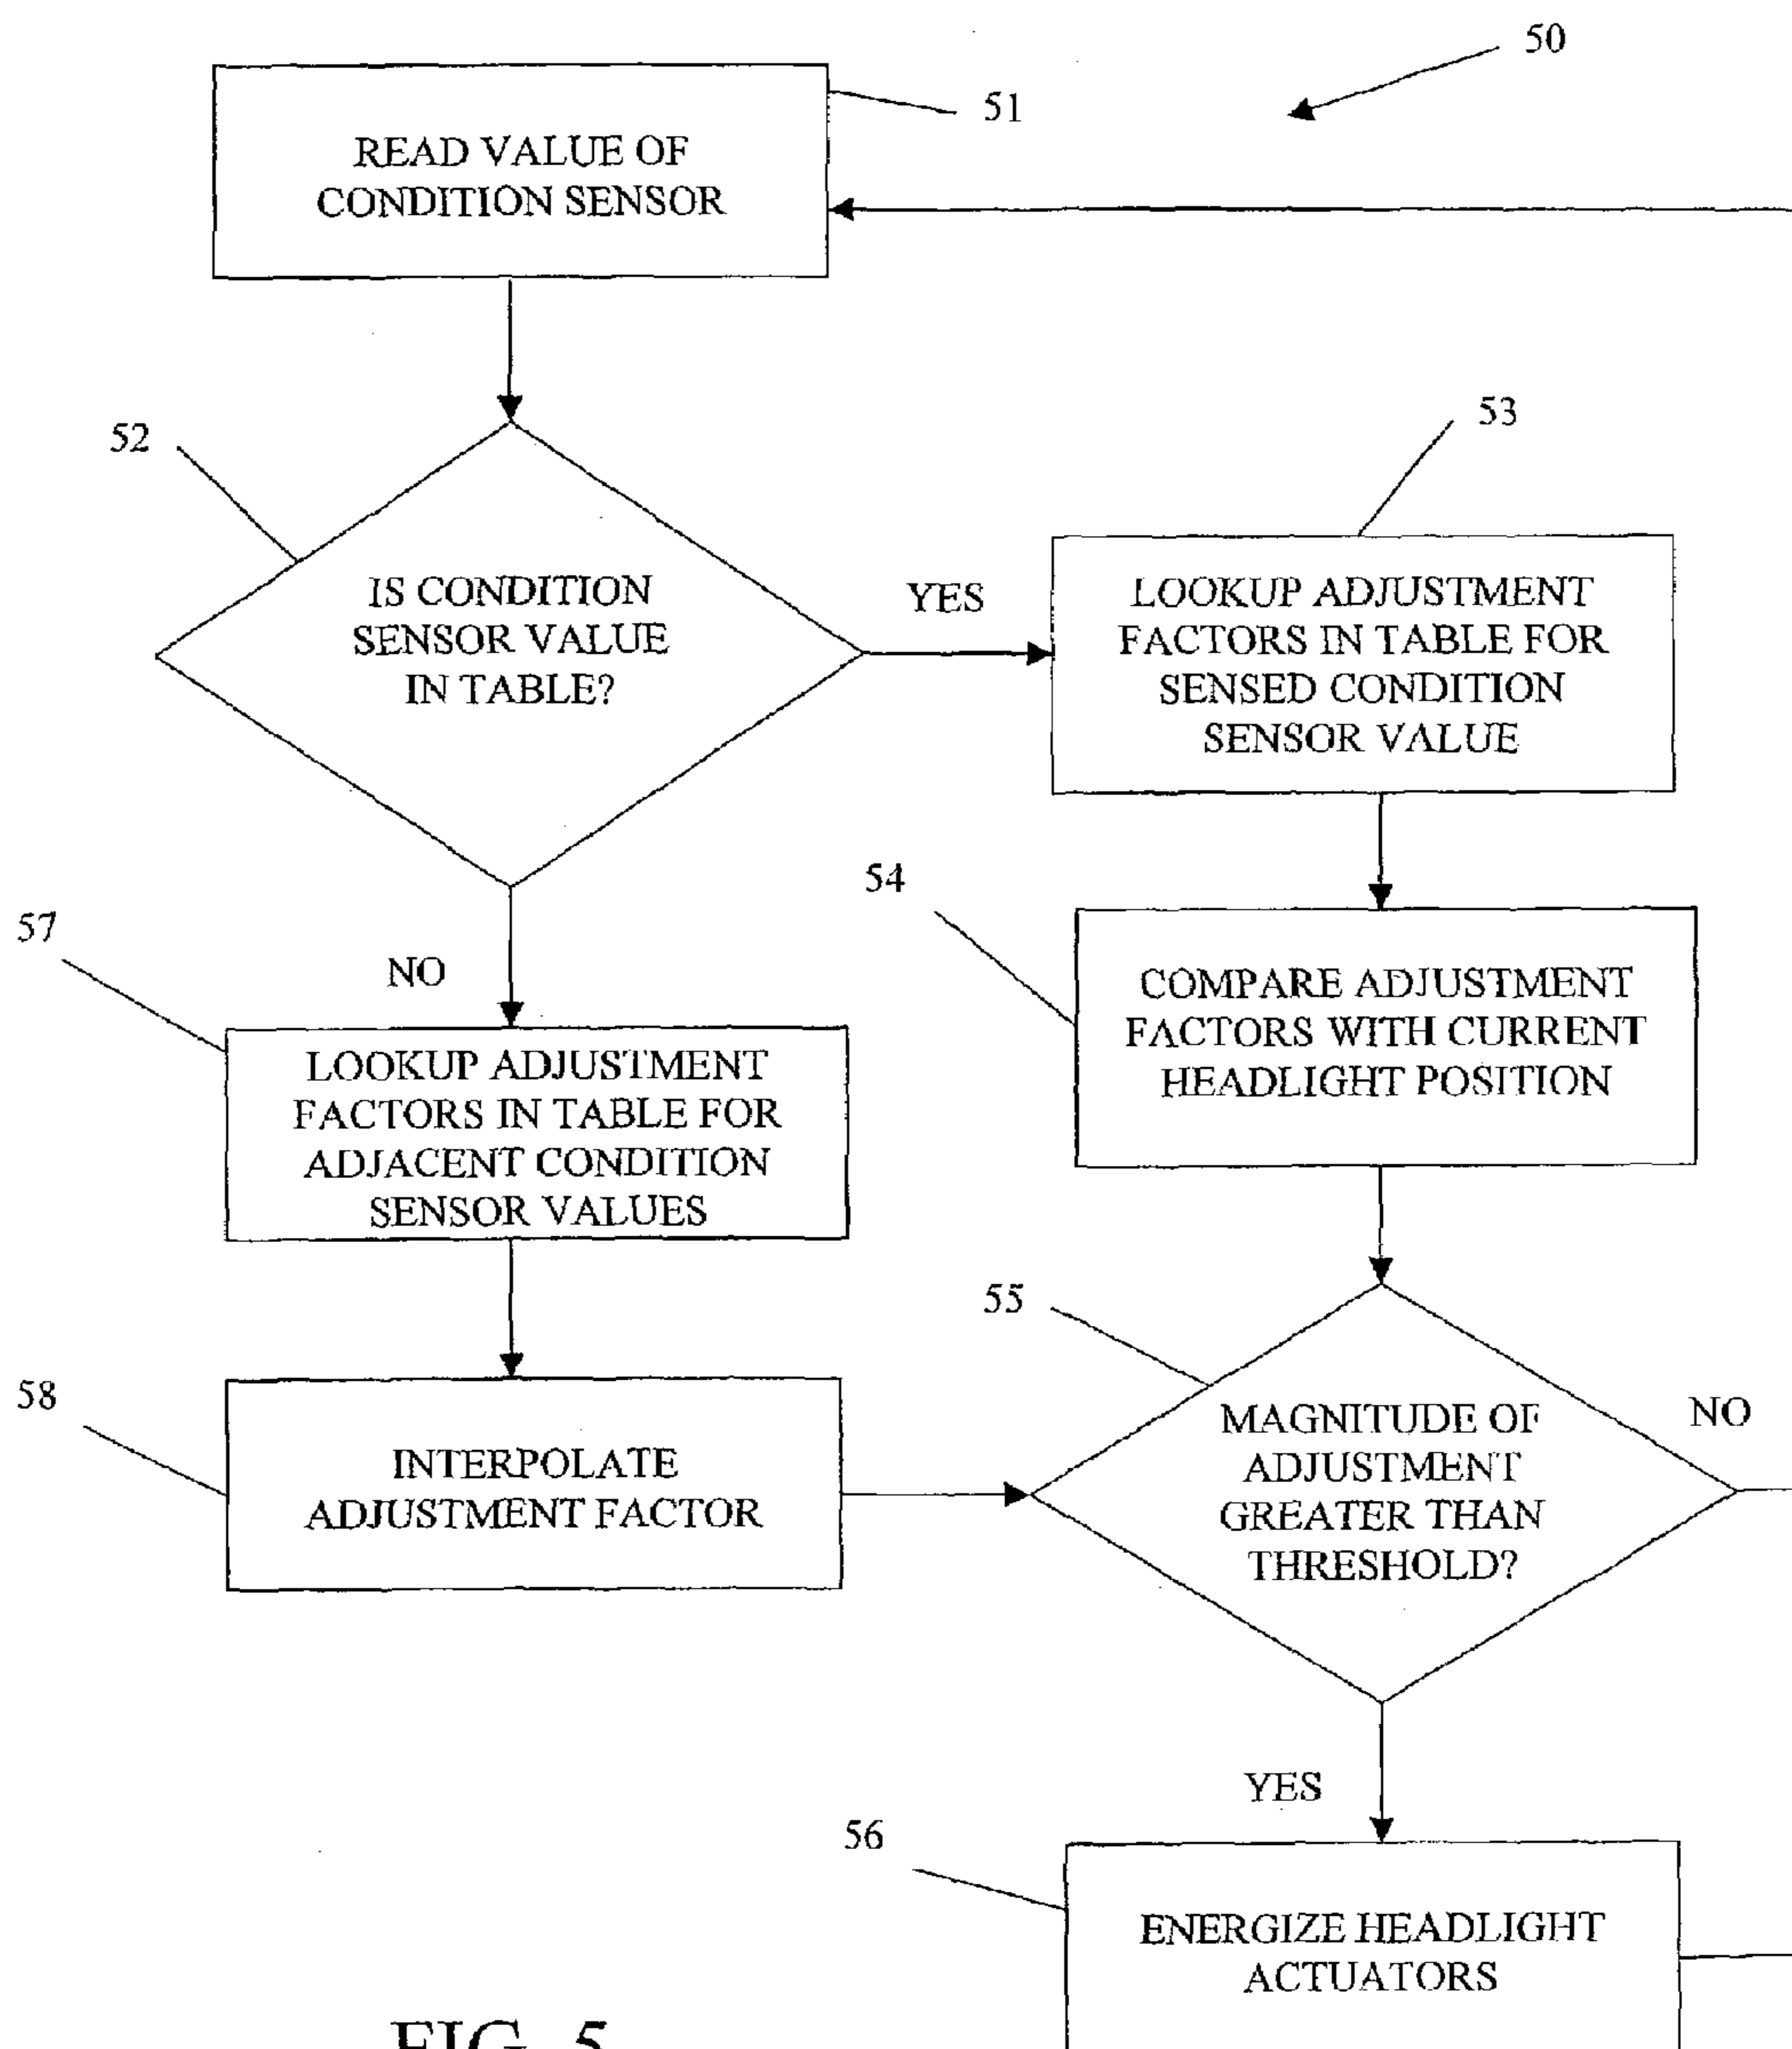 50
51
READ VALUE OF
CONDITION SENSOR
52
IS CONDITION
SENSOR VALUE
IN TABLE?
YES
53
LOOKUP ADJUSTMENT
FACTORS IN TABLE FOR
SENSED CONDITION
SENSOR VALUE
54
COMPARE ADJUSTMENT
FACTORS WITH CURRENT
HEADLIGHT POSITION
57
NO
LOOKUP ADJUSTMENT
FACTORS IN TABLE FOR
ADJACENT CONDITION
SENSOR VALUES
58
INTERPOLATE
ADJUSTMENT FACTOR
55
MAGNITUDE OF
ADJUSTMENT
GREATER THAN
THRESHOLD?
NO
YES
56
ENERGIZE HEADLIGHT
ACTUATORS
FIG. 5